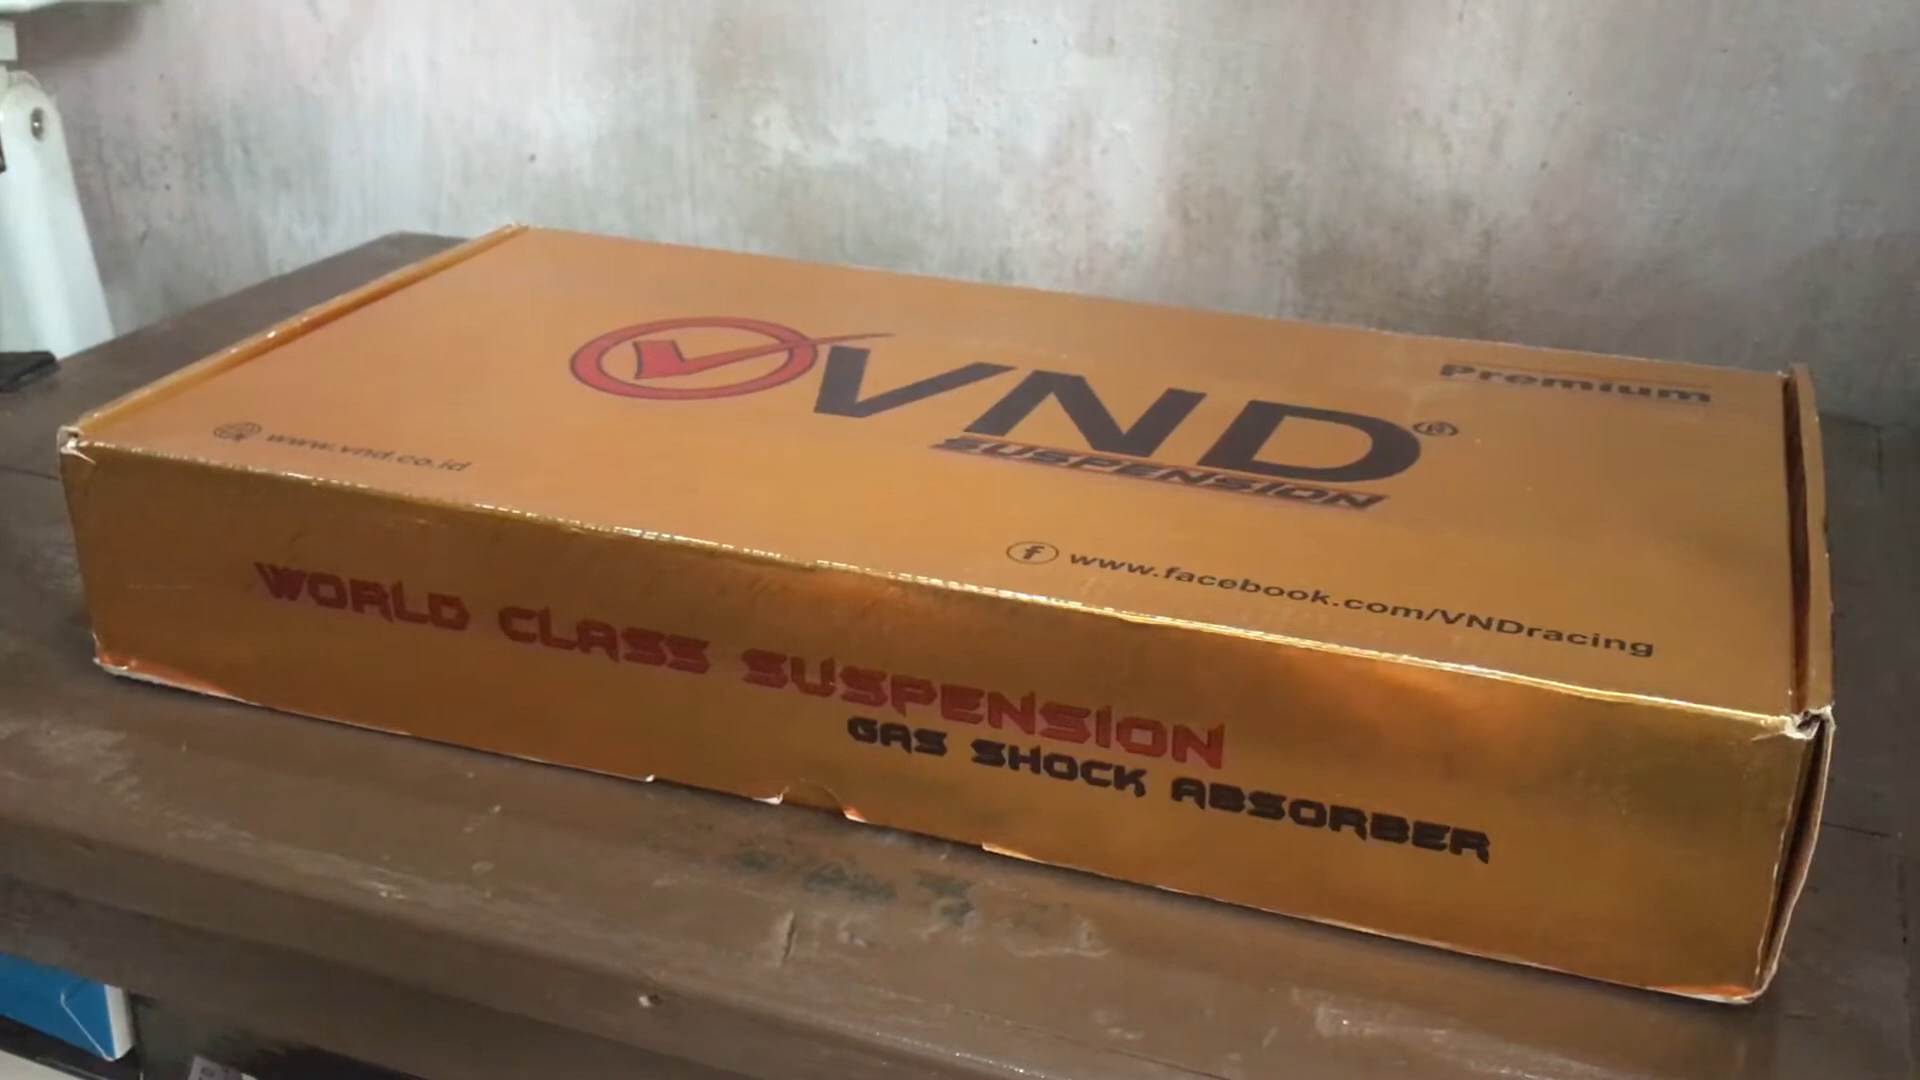 VND®
SUSPENSION
Premium
www.vnd.co.id
www.facebook.com/VNDracing
WORLD CLASS SUSPENSION
GAS SHOCK ABSORBER